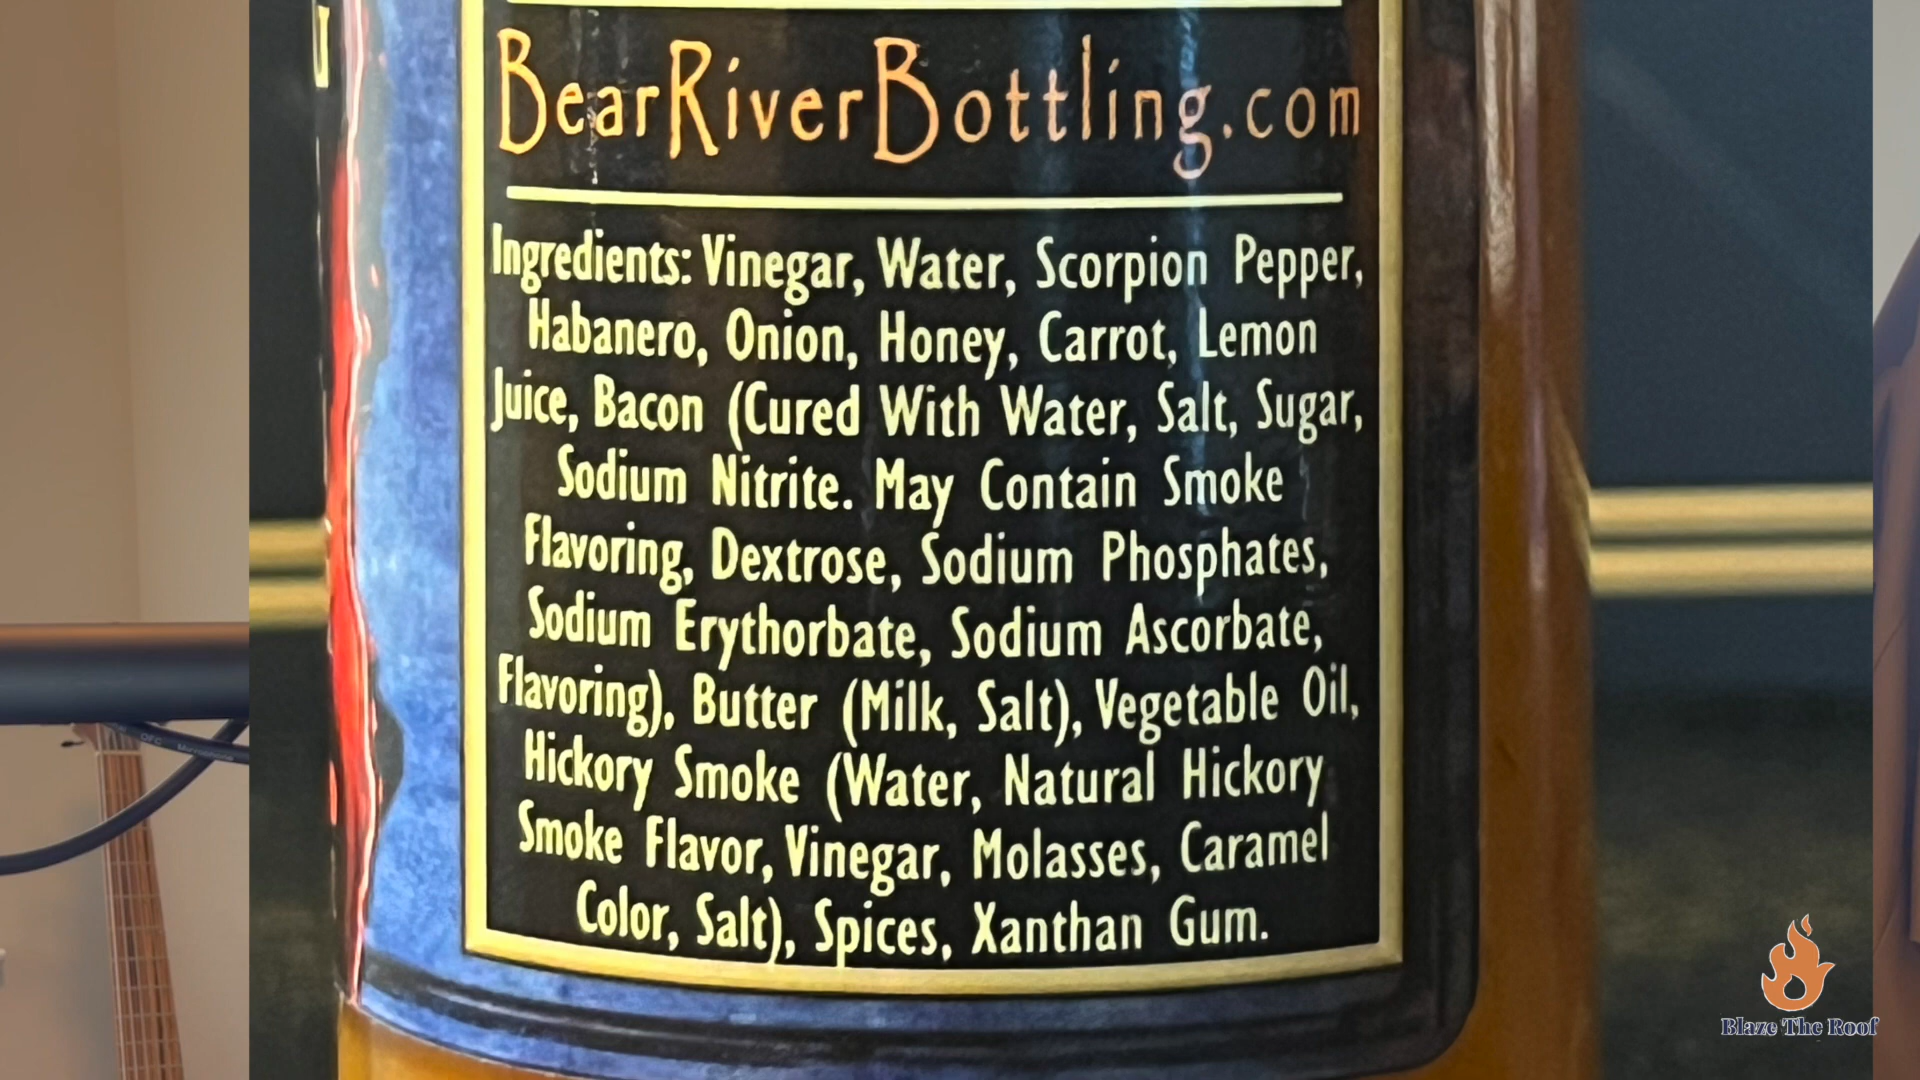 BearRiverBottling.com
Ingredients: Vinegar, Water, Scorpion Pepper,
Habanero, Onion, Honey, Carrot, Lemon
Juice, Bacon (Cured With Water, Salt, Sugar,
Sodium Nitrite. May Contain Smoke
Flavoring, Dextrose, Sodium Phosphates,
Sodium Erythorbate, Sodium Ascorbate,
Flavoring), Butter (Milk, Salt), Vegetable Oil,
Hickory Smoke (Water, Natural Hickory
Smoke Flavor, Vinegar, Molasses, Caramel
Color, Salt), Spices, Xanthan Gum.
Blaze The Roof